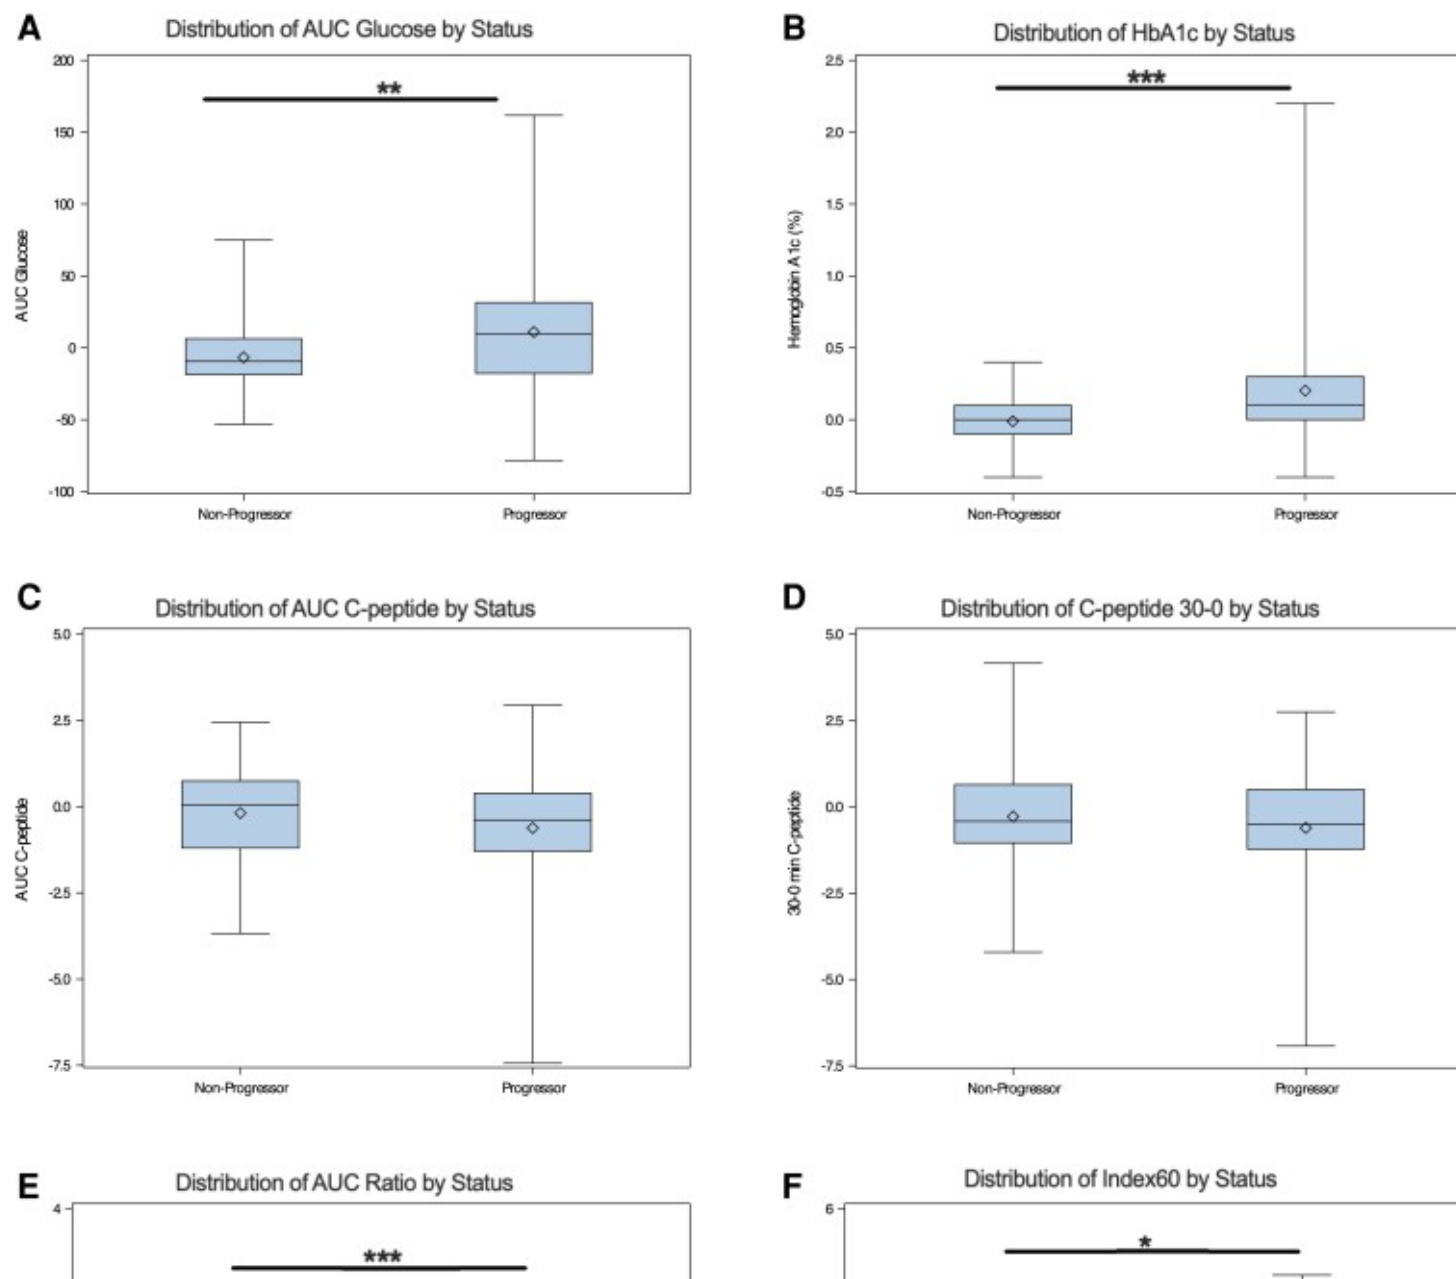 A
Distribution of AUC Glucose by Status
200
150
100
50
0
-50
-100
AUC Glucose
**
Non-Progressor
Progressor
B
Distribution of HbA1c by Status
2.5
2.0
1.5
1.0
0.5
0.0
-0.5
Hemoglobin A1c (%)
***
Non-Progressor
Progressor
C
Distribution of AUC C-peptide by Status
5.0
2.5
0.0
-2.5
-5.0
-7.5
AUC C-peptide
Non-Progressor
Progressor
D
Distribution of C-peptide 30-0 by Status
5.0
2.5
0.0
-2.5
-5.0
-7.5
30-0 min C-peptide
Non-Progressor
Progressor
E
Distribution of AUC Ratio by Status
4
***
F
Distribution of Index60 by Status
6
*